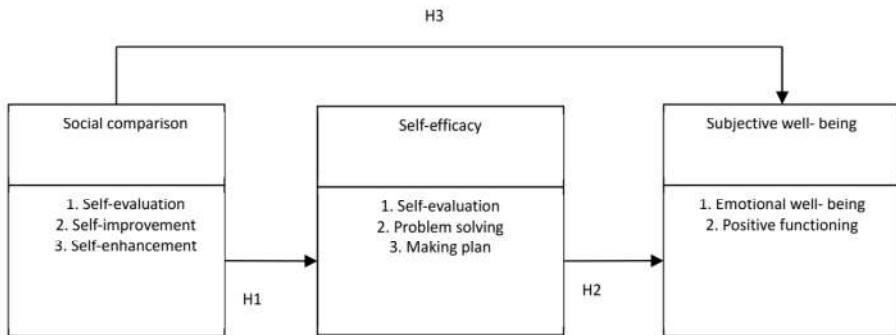 H3
Social comparison
Self-efficacy
Subjective well- being
1. Self-evaluation
2. Self-improvement
3. Self-enhancement
1. Self-evaluation
2. Problem solving
3. Making plan
1. Emotional well- being
2. Positive functioning
H1
H2